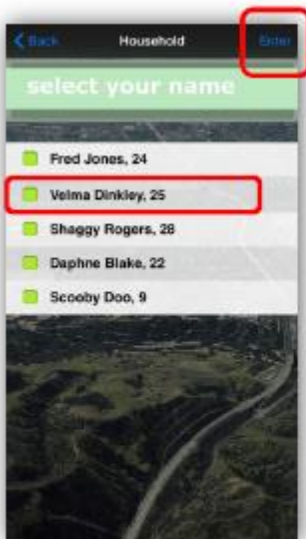 Back Household Enter
select your name
Fred Jones, 24
Velma Dinkley, 25
Shaggy Rogers, 28
Daphne Blake, 22
Scooby Doo, 9